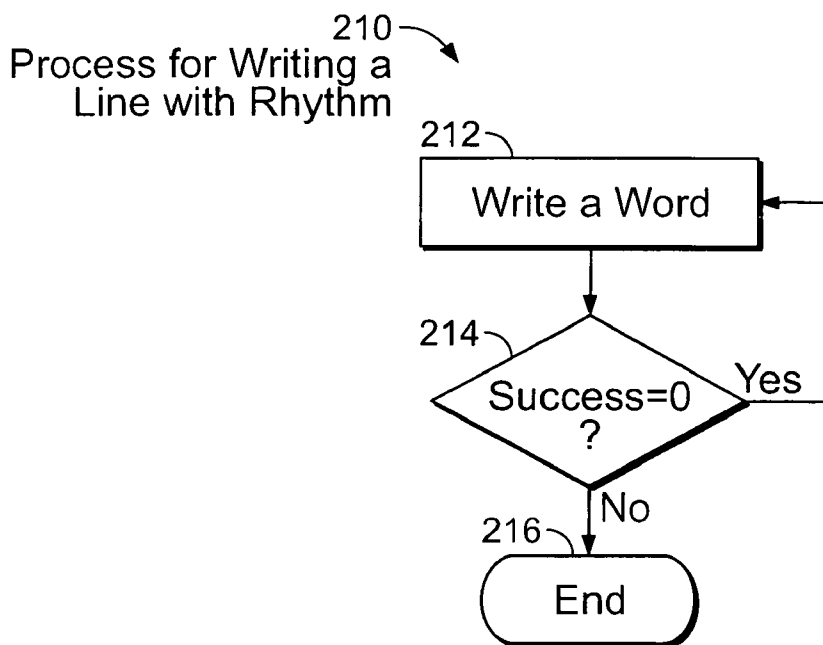 210
Process for Writing a
Line with Rhythm
212
Write a Word
214
Success=0
?
Yes
No
216
End